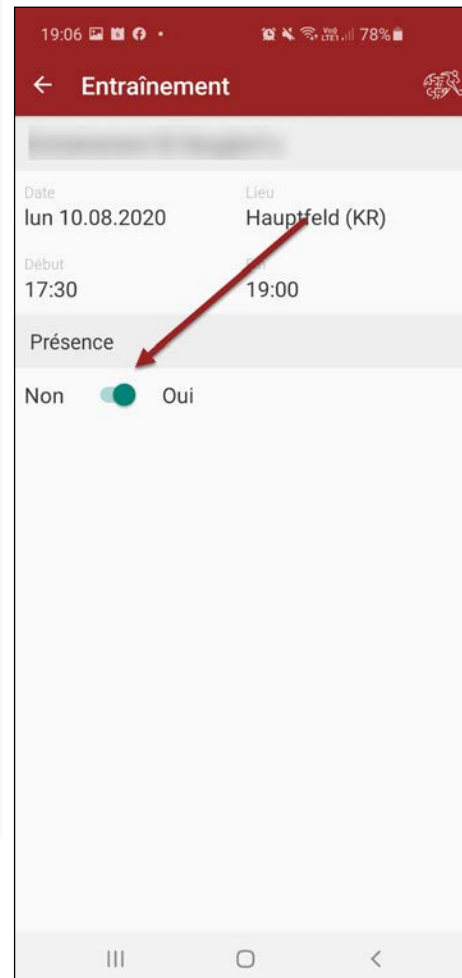 19:06 78%
Entraînement
Date Lieu
lun 10.08.2020 Hauptfeld (KR)
Début
17:30 19:00
Présence
Non Oui